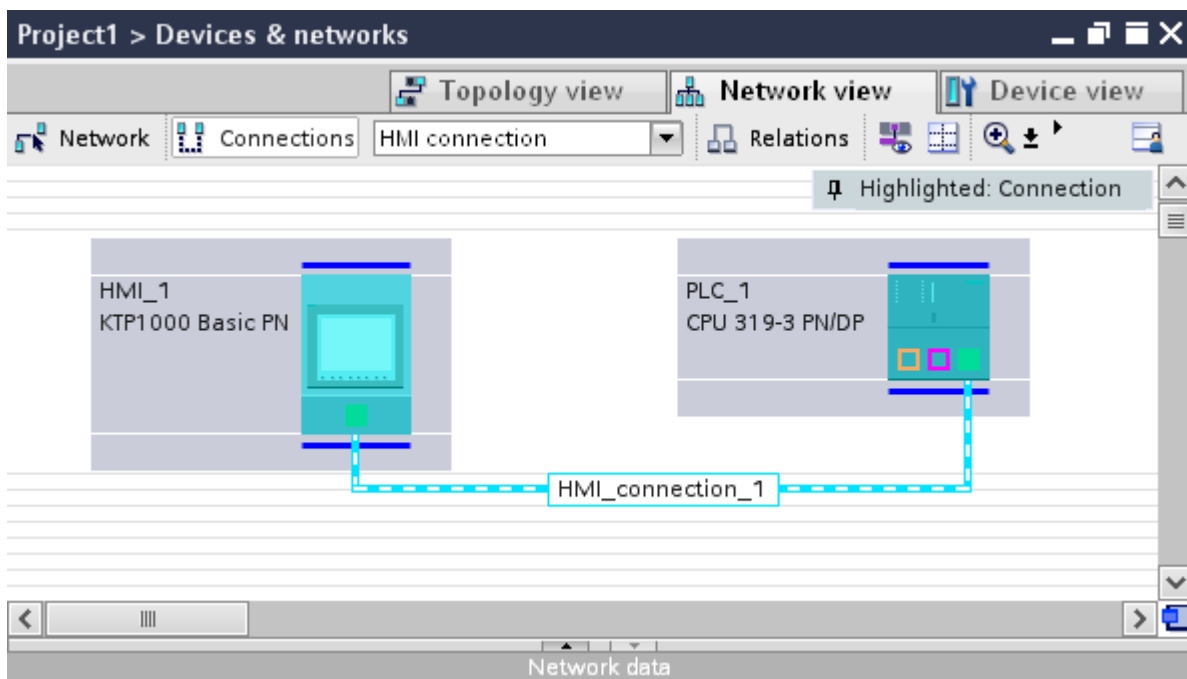 Project1 > Devices & networks
Topology view
Network view
Device view
Network
Connections
HMI connection
Relations
Highlighted: Connection
HMI_1
KTP1000 Basic PN
PLC_1
CPU 319-3 PN/DP
HMI_connection_1
Network data